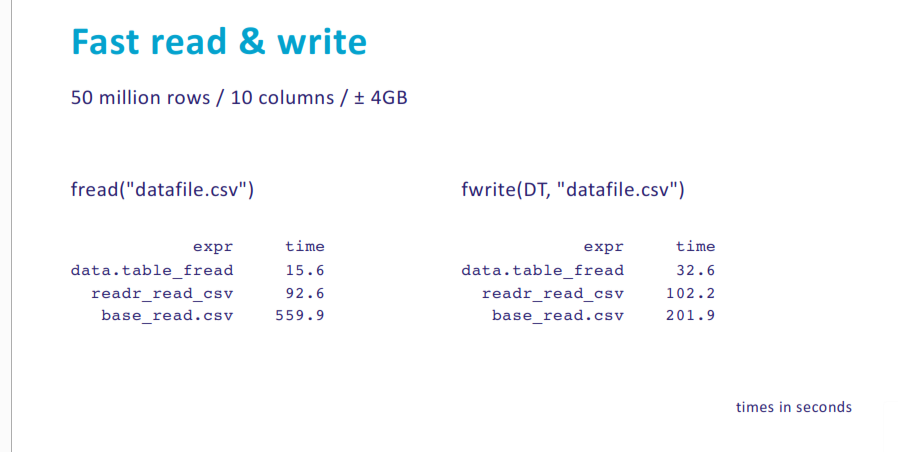 Fast read & write
50 million rows / 10 columns / ± 4GB
fread("datafile.csv")
expr time
data.table_fread 15.6
readr_read_csv 92.6
base_read.csv 559.9
fwrite(DT, "datafile.csv")
expr time
data.table_fread 32.6
readr_read_csv 102.2
base_read.csv 201.9
times in seconds